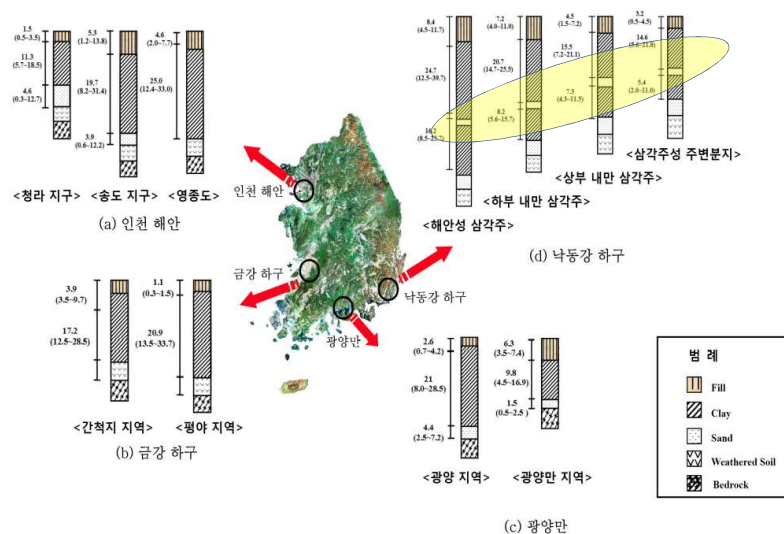 1.5
(0.5~3.5)
11.3
(5.7~18.5)
4.6
(0.3~12.7)
<청라 지구>
5.3
(1.2~13.8)
19.7
(8.2~31.4)
3.9
(0.6~12.2)
<송도 지구>
4.6
(2.0~7.7)
25.0
(12.4~33.0)
<영종도>
(a) 인천 해안
인천 해안
금강 하구
광양만
낙동강 하구
8.4
(4.5~11.7)
24.7
(12.5~39.7)
<해안성 삼각주>
7.2
(4.0~11.0)
20.7
(14.7~25.5)
8.2
(5.6~15.7)
<하부 내만 삼각주>
4.5
(1.5~7.2)
15.5
(7.2~21.1)
7.3
(4.3~11.5)
<상부 내만 삼각주>
3.2
(0.5~4.5)
14.6
(5.6~21.8)
5.4
(2.0~11.0)
<삼각주성 주변분지>
(d) 낙동강 하구
3.9
(3.5~9.7)
17.2
(12.5~28.5)
<간척지 지역>
1.1
(0.3~1.5)
20.9
(13.5~33.7)
<평야 지역>
(b) 금강 하구
2.6
(0.7~4.2)
21
(8.0~28.5)
4.4
(2.5~7.2)
<광양 지역>
6.3
(3.5~7.4)
9.8
(4.5~16.9)
1.5
(0.5~2.5 )
<광양만 지역>
(c) 광양만
범 례
Fill
Clay
Sand
Weathered Soil
Bedrock